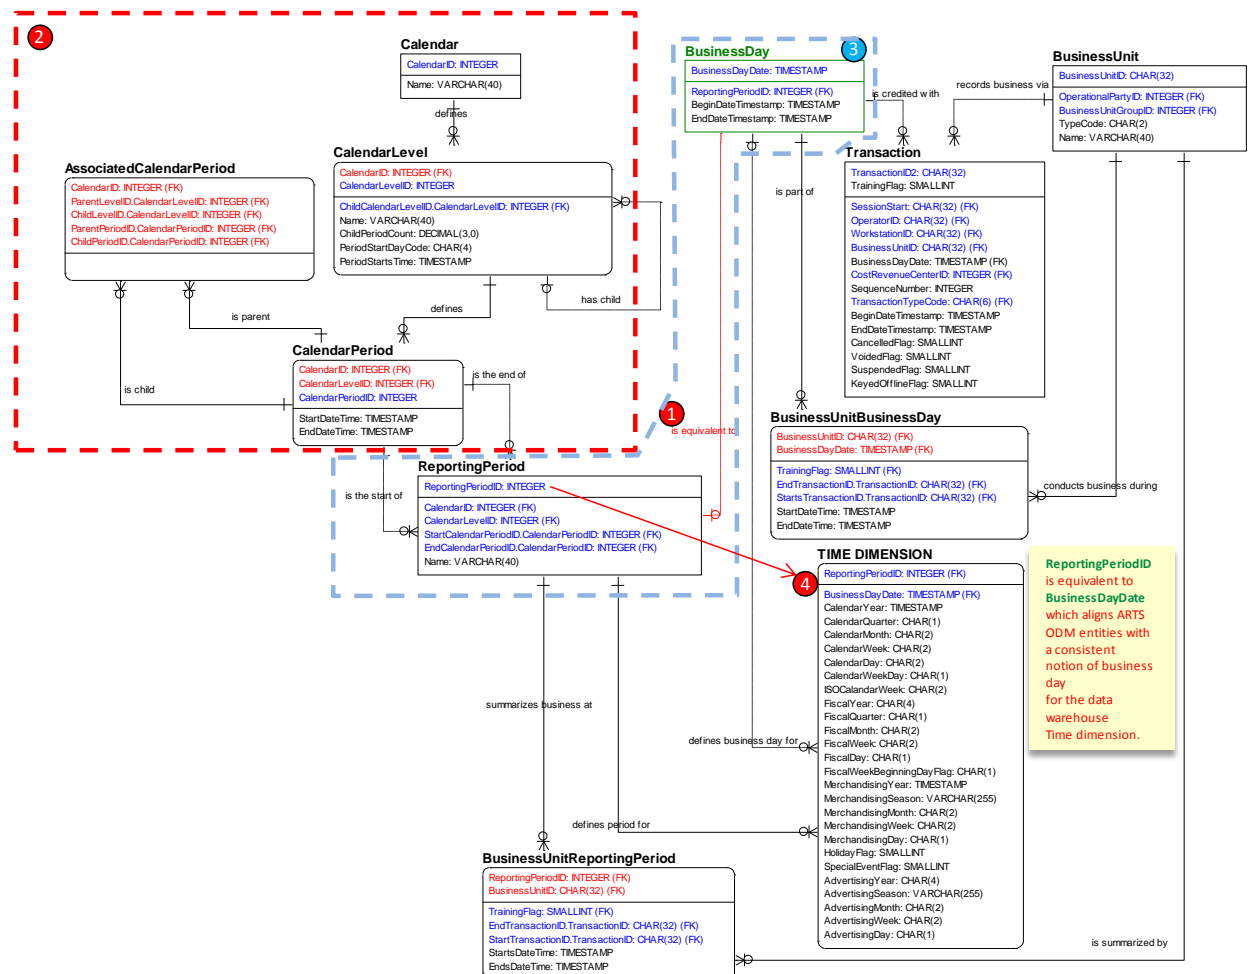 2
Calendar
CalendarID: INTEGER
Name: VARCHAR(40)
defines
CalendarLevel
CalendarID: INTEGER (FK)
CalendarLevelID: INTEGER
ChildCalendarLevelID.CalendarLevelID: INTEGER (FK)
Name: VARCHAR(40)
ChildPeriodCount: DECIMAL(3,0)
PeriodStartDayCode: CHAR(4)
PeriodStartsTime: TIMESTAMP
has child
defines
AssociatedCalendarPeriod
CalendarID: INTEGER (FK)
ParentLevelID.CalendarLevelID: INTEGER (FK)
ChildLevelID.CalendarLevelID: INTEGER (FK)
ParentPeriodID.CalendarPeriodID: INTEGER (FK)
ChildPeriodID.CalendarPeriodID: INTEGER (FK)
is parent
is child
CalendarPeriod
CalendarID: INTEGER (FK)
CalendarLevelID: INTEGER (FK)
CalendarPeriodID: INTEGER
StartDateTime: TIMESTAMP
EndDateTime: TIMESTAMP
is the end of
is the start of
1
is equivalent to
ReportingPeriod
ReportingPeriodID: INTEGER
CalendarID: INTEGER (FK)
CalendarLevelID: INTEGER (FK)
StartCalendarPeriodID.CalendarPeriodID: INTEGER (FK)
EndCalendarPeriodID.CalendarPeriodID: INTEGER (FK)
Name: VARCHAR(40)
BusinessDay
3
BusinessDayDate: TIMESTAMP
ReportingPeriodID: INTEGER (FK)
BeginDateTimestamp: TIMESTAMP
EndDateTimestamp: TIMESTAMP
is credited with
is part of
BusinessUnit
BusinessUnitID: CHAR(32)
OperationalPartyID: INTEGER (FK)
BusinessUnitGroupID: INTEGER (FK)
TypeCode: CHAR(2)
Name: VARCHAR(40)
records business via
Transaction
TransactionID2: CHAR(32)
TrainingFlag: SMALLINT
SessionStart: CHAR(32) (FK)
OperatorID: CHAR(32) (FK)
WorkstationID: CHAR(32) (FK)
BusinessUnitID: CHAR(32) (FK)
BusinessDayDate: TIMESTAMP (FK)
CostRevenueCenterID: INTEGER (FK)
SequenceNumber: INTEGER
TransactionTypeCode: CHAR(6) (FK)
BeginDateTimestamp: TIMESTAMP
EndDateTimestamp: TIMESTAMP
CancelledFlag: SMALLINT
VoidedFlag: SMALLINT
SuspendedFlag: SMALLINT
KeyedOfflineFlag: SMALLINT
BusinessUnitBusinessDay
BusinessUnitID: CHAR(32) (FK)
BusinessDayDate: TIMESTAMP (FK)
TrainingFlag: SMALLINT (FK)
EndTransactionID.TransactionID: CHAR(32) (FK)
StartsTransactionID.TransactionID: CHAR(32) (FK)
StartDateTime: TIMESTAMP
EndDateTime: TIMESTAMP
conducts business during
TIME DIMENSION
4
ReportingPeriodID: INTEGER (FK)
BusinessDayDate: TIMESTAMP (FK)
CalendarYear: TIMESTAMP
CalendarQuarter: CHAR(1)
CalendarMonth: CHAR(2)
CalendarWeek: CHAR(2)
CalendarDay: CHAR(2)
CalendarWeekDay: CHAR(1)
ISOCalandarWeek: CHAR(2)
FiscalYear: CHAR(4)
FiscalQuarter: CHAR(1)
FiscalMonth: CHAR(2)
FiscalWeek: CHAR(2)
FiscalDay: CHAR(1)
FiscalWeekBeginningDayFlag: CHAR(1)
MerchandisingYear: TIMESTAMP
MerchandisingSeason: VARCHAR(255)
MerchandisingMonth: CHAR(2)
MerchandisingWeek: CHAR(2)
MerchandisingDay: CHAR(1)
HolidayFlag: SMALLINT
SpecialEventFlag: SMALLINT
AdvertisingYear: CHAR(4)
AdvertisingSeason: VARCHAR(255)
AdvertisingMonth: CHAR(2)
AdvertisingWeek: CHAR(2)
AdvertisingDay: CHAR(1)
ReportingPeriodID
is equivalent to
BusinessDayDate
which aligns ARTS
ODM entities with
a consistent
notion of business
day
for the data
warehouse
Time dimension.
summarizes business at
defines business day for
defines period for
BusinessUnitReportingPeriod
ReportingPeriodID: INTEGER (FK)
BusinessUnitID: CHAR(32) (FK)
TrainingFlag: SMALLINT (FK)
EndTransactionID.TransactionID: CHAR(32) (FK)
StartTransactionID.TransactionID: CHAR(32) (FK)
StartsDateTime: TIMESTAMP
EndsDateTime: TIMESTAMP
is summarized by